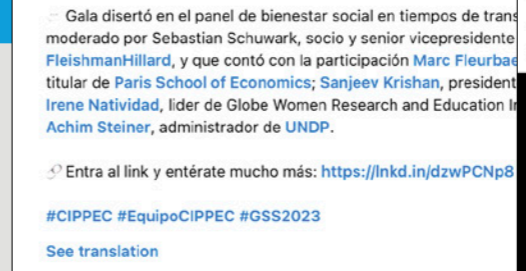 Gala disertó en el panel de bienestar social en tiempos de trans
moderado por Sebastian Schuwark, socio y senior vicepresidente
FleishmanHillard, y que contó con la participación Marc Fleurbae
titular de Paris School of Economics; Sanjeev Krishan, president
Irene Natividad, lider de Globe Women Research and Education I
Achim Steiner, administrador de UNDP.
Entra al link y entérate mucho más: https://lnkd.in/dzwPCNp8
#CIPPEC #EquipoCIPPEC #GSS2023
See translation